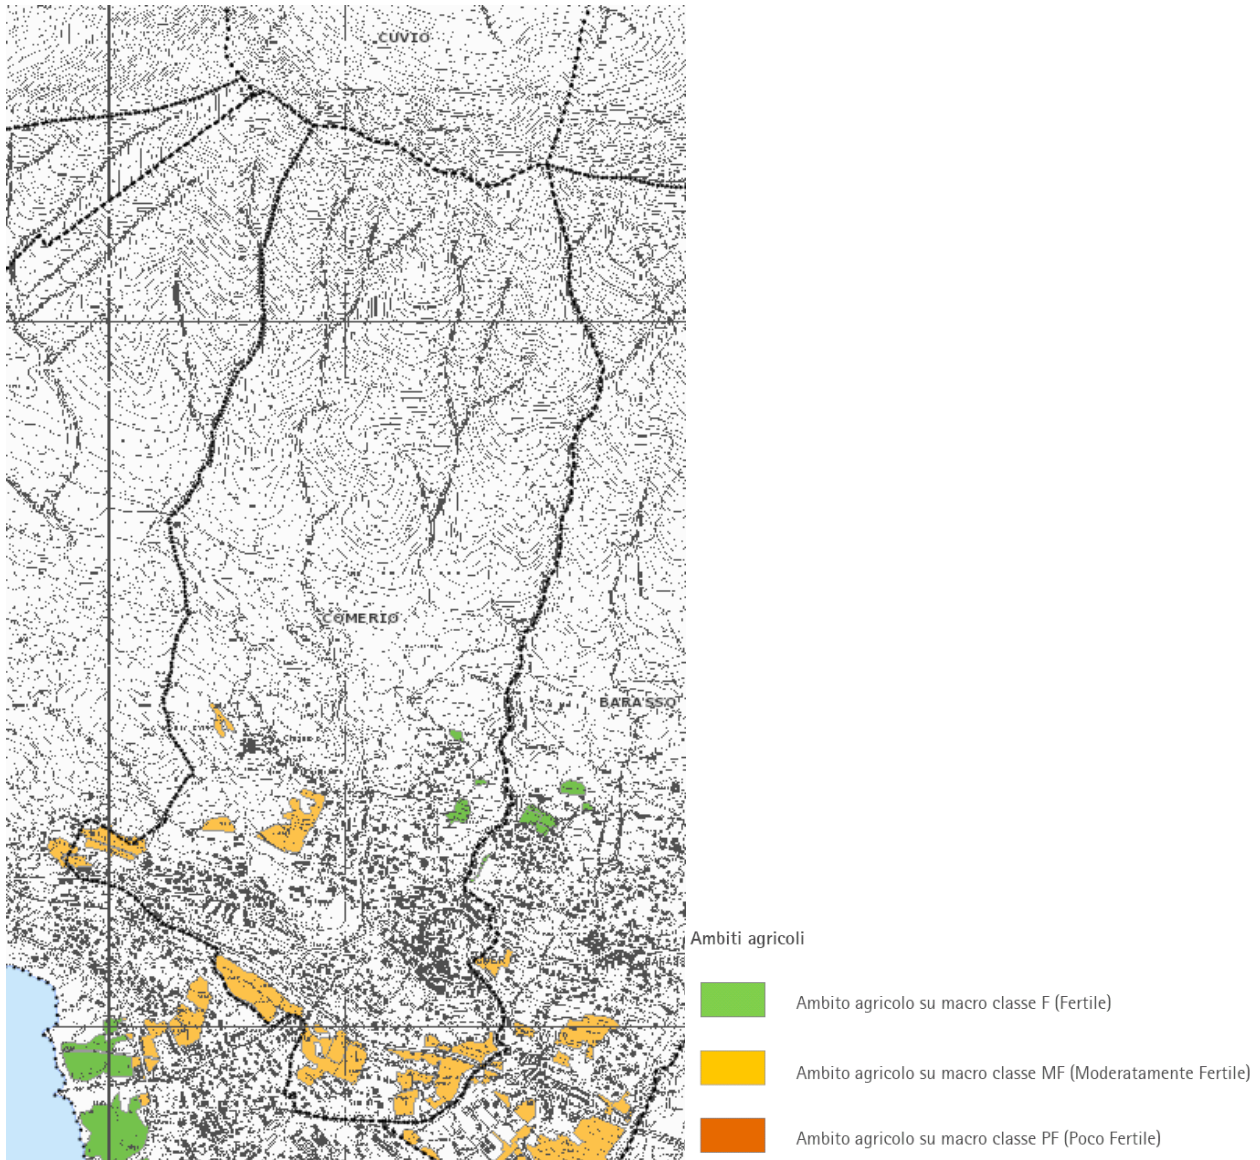 CUVIO
COMERIO
BARASSO
Ambiti agricoli
Ambito agricolo su macro classe F (Fertile)
Ambito agricolo su macro classe MF (Moderatamente Fertile)
Ambito agricolo su macro classe PF (Poco Fertile)